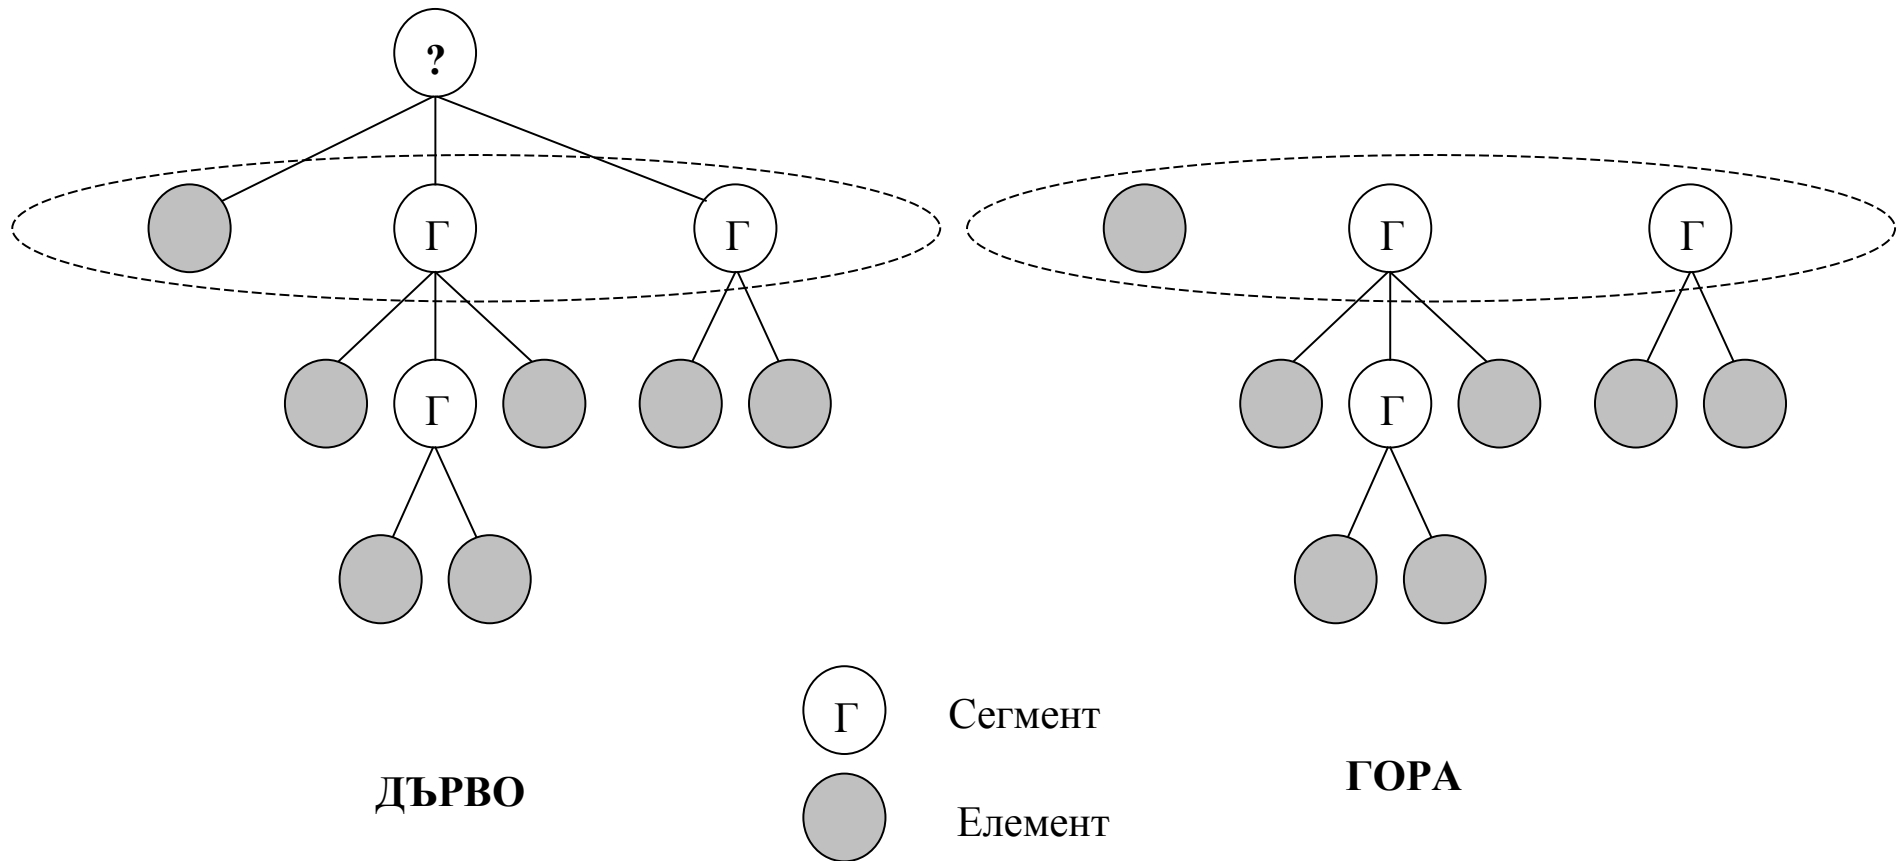 ?
Г Г Г Г
Г Г
Г Сегмент
ДЪРВО ГОРА
Елемент